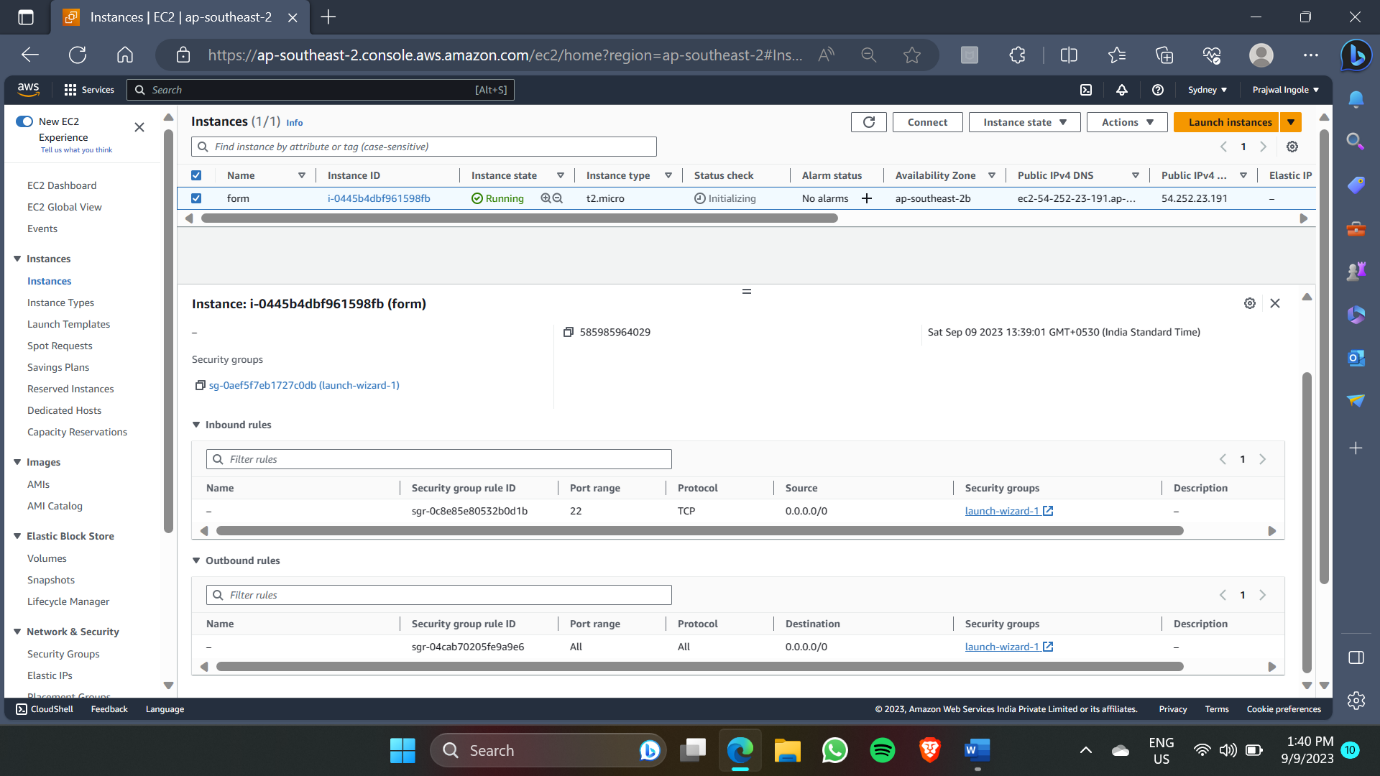 Instances | EC2 | ap-southeast-2
https://ap-southeast-2.console.aws.amazon.com/ec2/home?region=ap-southeast-2#Ins...
aws Services Search [Alt+S] Sydney Prajwal Ingole
New EC2
Experience
Tell us what you think
EC2 Dashboard
EC2 Global View
Events
Instances
Instances
Instance Types
Launch Templates
Spot Requests
Savings Plans
Reserved Instances
Dedicated Hosts
Capacity Reservations
Images
AMIs
AMI Catalog
Elastic Block Store
Volumes
Snapshots
Lifecycle Manager
Network & Security
Security Groups
Elastic IPs
Placement Groups
Instances (1/1) Info Connect Instance state Actions Launch instances
Find instance by attribute or tag (case-sensitive) 1
Name Instance ID Instance state Instance type Status check Alarm status Availability Zone Public IPv4 DNS Public IPv4 ... Elastic IP
form i-0445b4dbf961598fb Running t2.micro Initializing No alarms + ap-southeast-2b ec2-54-252-23-191.ap-... 54.252.23.191 –
Instance: i-0445b4dbf961598fb (form)
– 585985964029 Sat Sep 09 2023 13:39:01 GMT+0530 (India Standard Time)
Security groups
sg-0aef5f7eb1727c0db (launch-wizard-1)
Inbound rules
Filter rules 1
Name Security group rule ID Port range Protocol Source Security groups Description
– sgr-0c8e85e80532b0d1b 22 TCP 0.0.0.0/0 launch-wizard-1 –
Outbound rules
Filter rules 1
Name Security group rule ID Port range Protocol Destination Security groups Description
– sgr-04cab70205fe9a9e6 All All 0.0.0.0/0 launch-wizard-1 –
CloudShell Feedback Language © 2023, Amazon Web Services India Private Limited or its affiliates. Privacy Terms Cookie preferences
Search ENG US 1:40 PM 9/9/2023 10